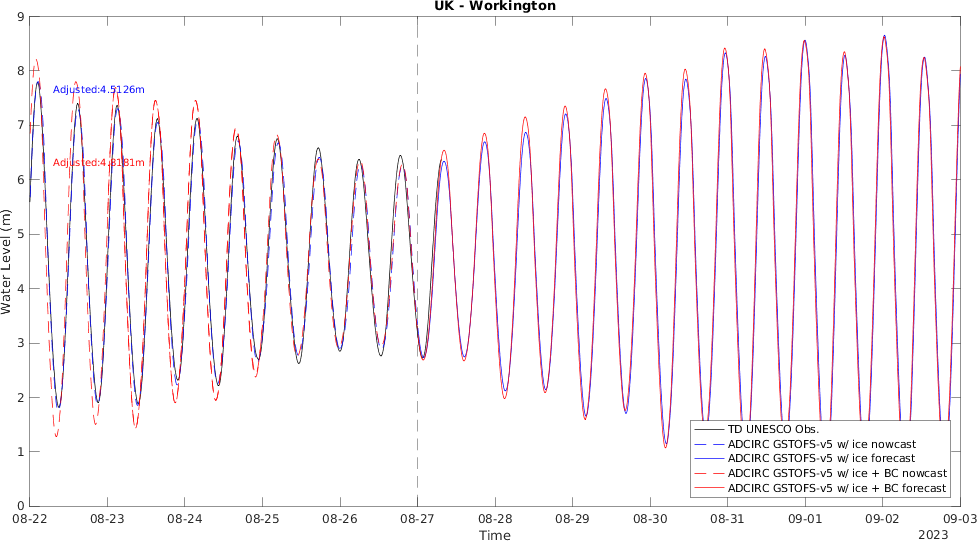 UK - Workington
9
8
7
6
5
4
3
2
1
0
Water Level (m)
Adjusted:4.5126m
Adjusted:4.8181m
TD UNESCO Obs.
ADCIRC GSTOFS-v5 w/ ice nowcast
ADCIRC GSTOFS-v5 w/ ice forecast
ADCIRC GSTOFS-v5 w/ ice + BC nowcast
ADCIRC GSTOFS-v5 w/ ice + BC forecast
08-22 08-23 08-24 08-25 08-26 08-27 08-28 08-29 08-30 08-31 09-01 09-02 09-03
Time
2023